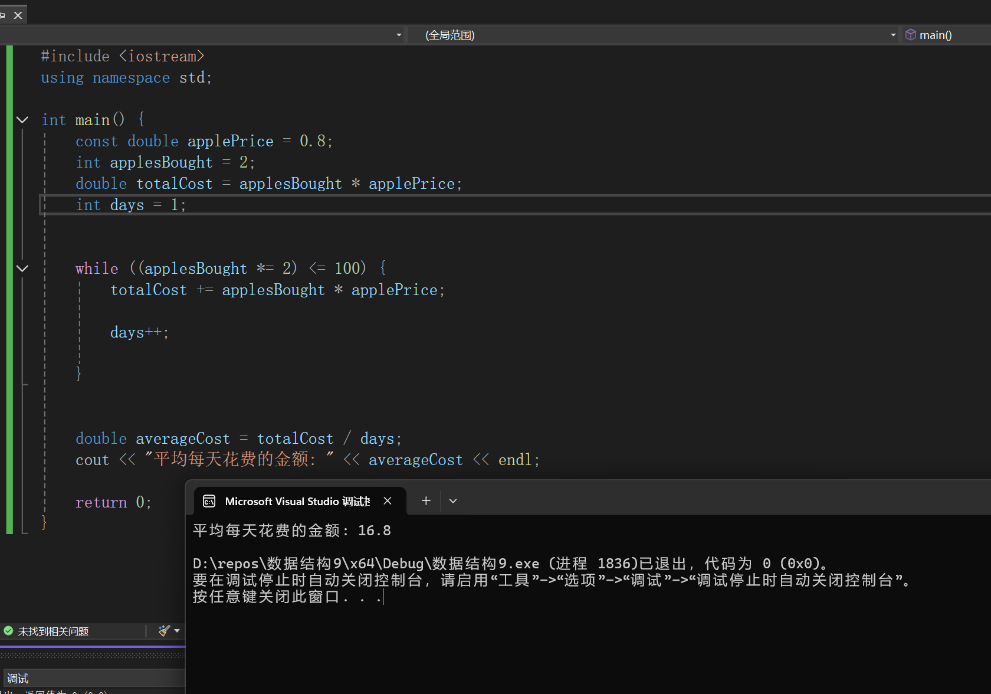 (全局范围)
main()
#include <iostream>
using namespace std;
int main() {
const double applePrice = 0.8;
int applesBought = 2;
double totalCost = applesBought * applePrice;
int days = 1;
while ((applesBought *= 2) <= 100) {
totalCost += applesBought * applePrice;
days++;
}
double averageCost = totalCost / days;
cout << "平均每天花费的金额: " << averageCost << endl;
return 0;
}
Microsoft Visual Studio 调试
平均每天花费的金额: 16.8
D:\repos\数据结构9\x64\Debug\数据结构9.exe (进程 1836)已退出，代码为 0 (0x0)。
要在调试停止时自动关闭控制台，请启用“工具”->“选项”->“调试”->“调试停止时自动关闭控制台”。
按任意键关闭此窗口. . .
未找到相关问题
调试